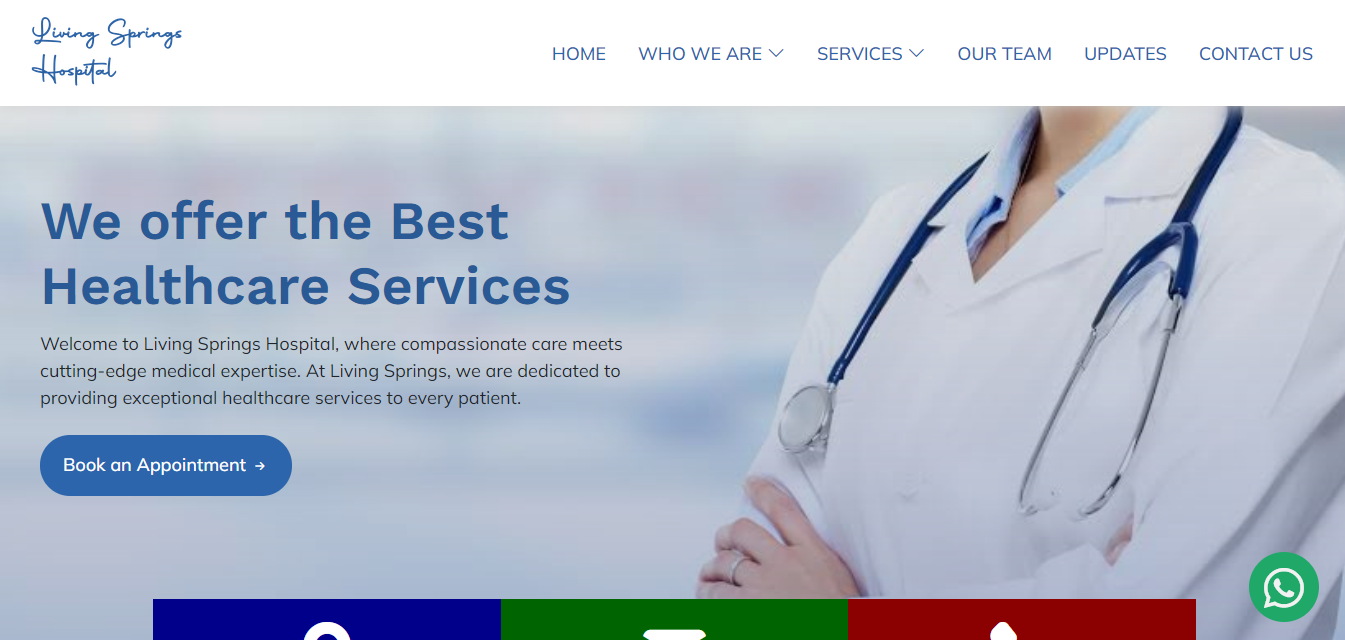 Living Springs
Hospital
HOME WHO WE ARE SERVICES OUR TEAM UPDATES CONTACT US
We offer the Best
Healthcare Services
Welcome to Living Springs Hospital, where compassionate care meets
cutting-edge medical expertise. At Living Springs, we are dedicated to
providing exceptional healthcare services to every patient.
Book an Appointment →